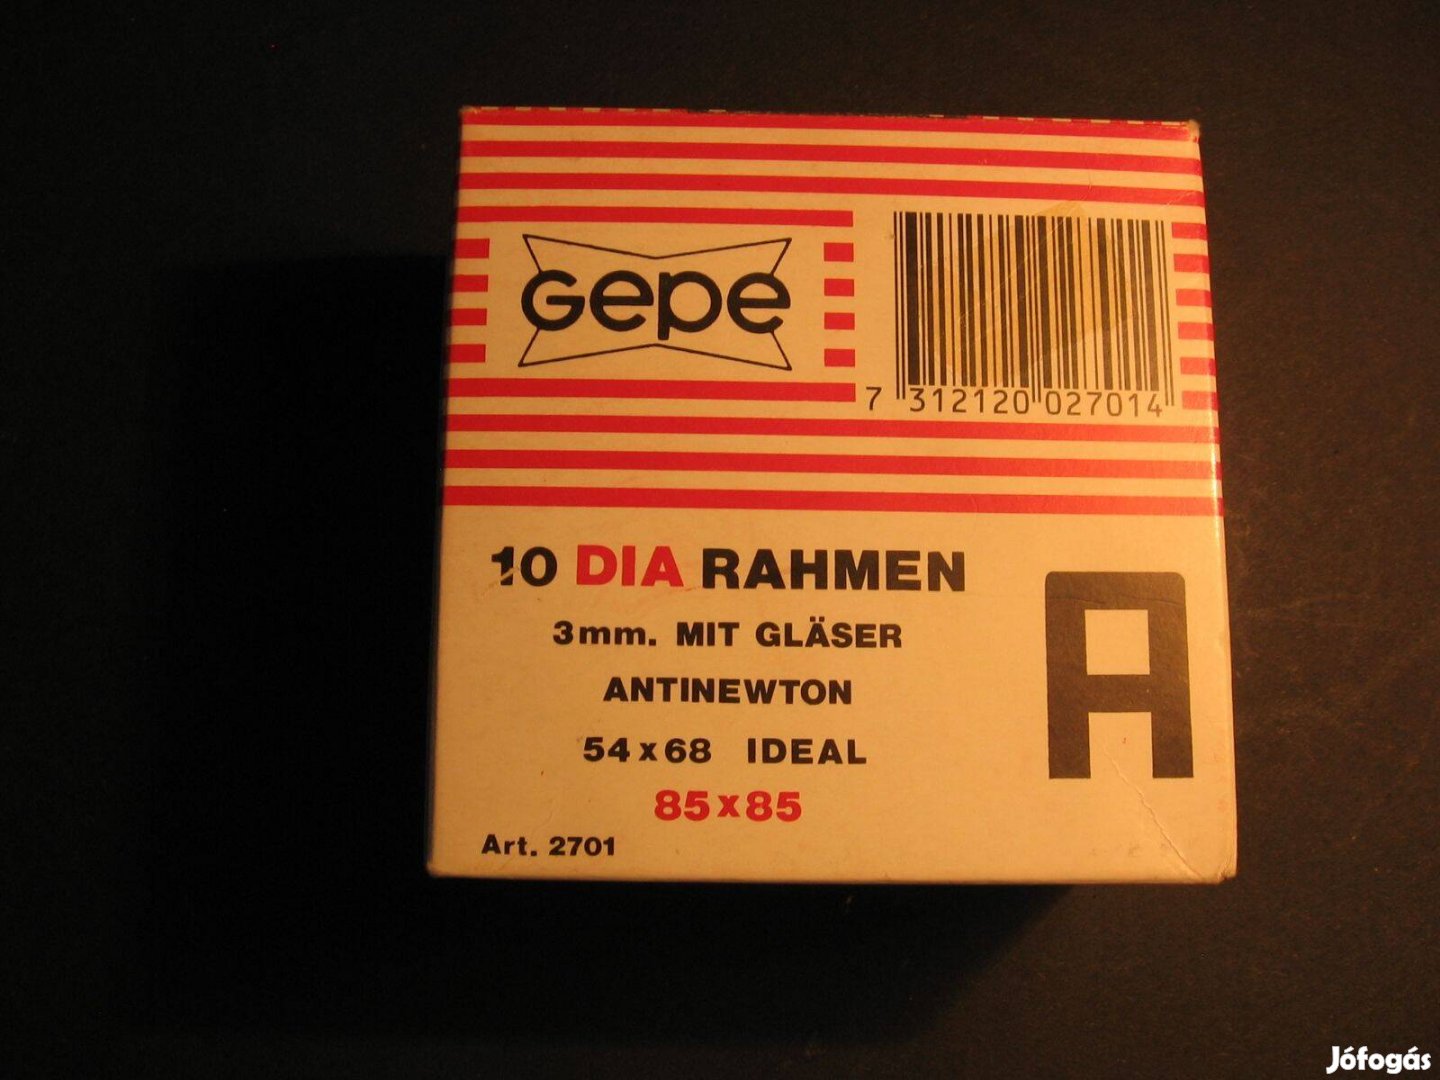 Gepe
7 312120 027014
10 DIA RAHMEN
3mm. MIT GLÄSER
ANTINEWTON
54x68 IDEAL
85x85
Art. 2701
A
Jófogás